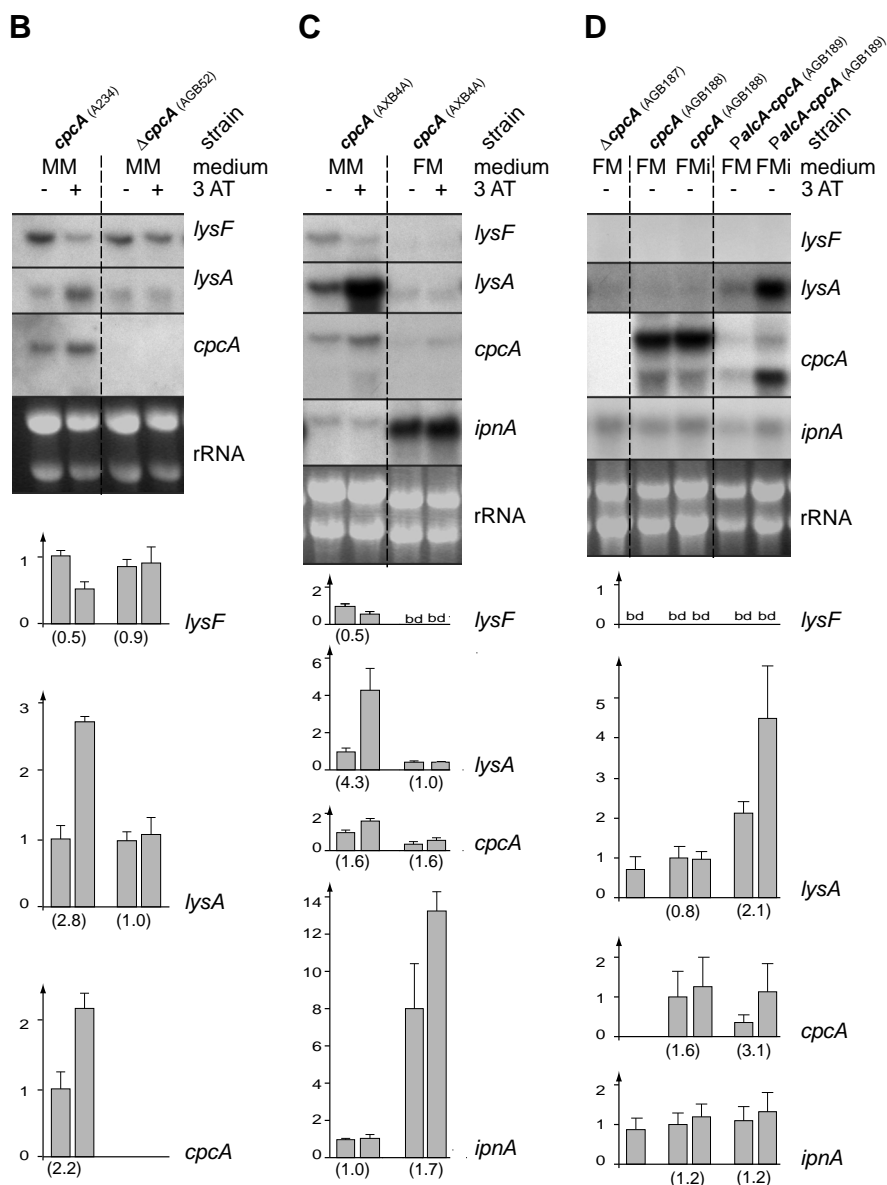 B
cpcA (A234)
ΔcpcA (AGB52)
strain
MM MM medium
- + - + 3 AT
lysF
lysA
cpcA
rRNA
1
0
(0.5) (0.9)
lysF
3
2
1
0
(2.8) (1.0)
lysA
2
1
0
(2.2)
cpcA
C
cpcA (AXB4A)
cpcA (AXB4A)
strain
MM FM medium
- + - + 3 AT
lysF
lysA
cpcA
ipnA
rRNA
2
0
bd bd
(0.5)
lysF
6
4
2
0
(4.3) (1.0)
lysA
2
0
(1.6) (1.6)
cpcA
14
12
10
8
6
4
2
0
(1.0) (1.7)
ipnA
D
ΔcpcA (AGB187)
cpcA (AGB188)
cpcA (AGB188)
PalcA-cpcA (AGB189)
PalcA-cpcA (AGB189)
strain
FM FM FMi FM FMi medium
- - - 3 AT
lysF
lysA
cpcA
ipnA
rRNA
1
0
bd bd bd bd bd
lysF
5
4
2
1
0
(0.8) (2.1)
lysA
2
1
0
(1.6) (3.1)
cpcA
2
1
0
(1.2) (1.2)
ipnA